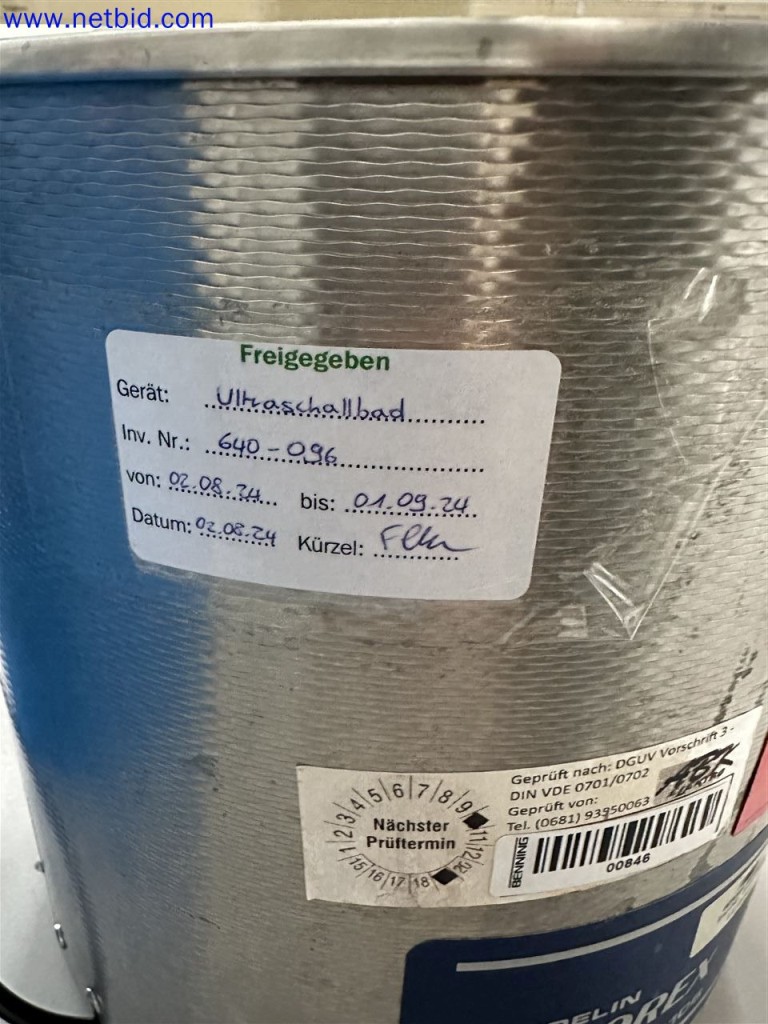 www.netbid.com
Freigegeben
Gerät: Ultraschallbad
Inv. Nr.: 640-096
von: 02.08.24 bis: 01.09.24
Datum: 02.08.24 Kürzel:
1 2 3 4 5 6 7 8 9 11 12
Nächster
Prüftermin
15 16 17 18 20
Geprüft nach: DGUV Vorschrift 3 -
DIN VDE 0701/0702
Geprüft von:
Tel. (0681) 93950063
BENNING
00846
ELIN
OREX